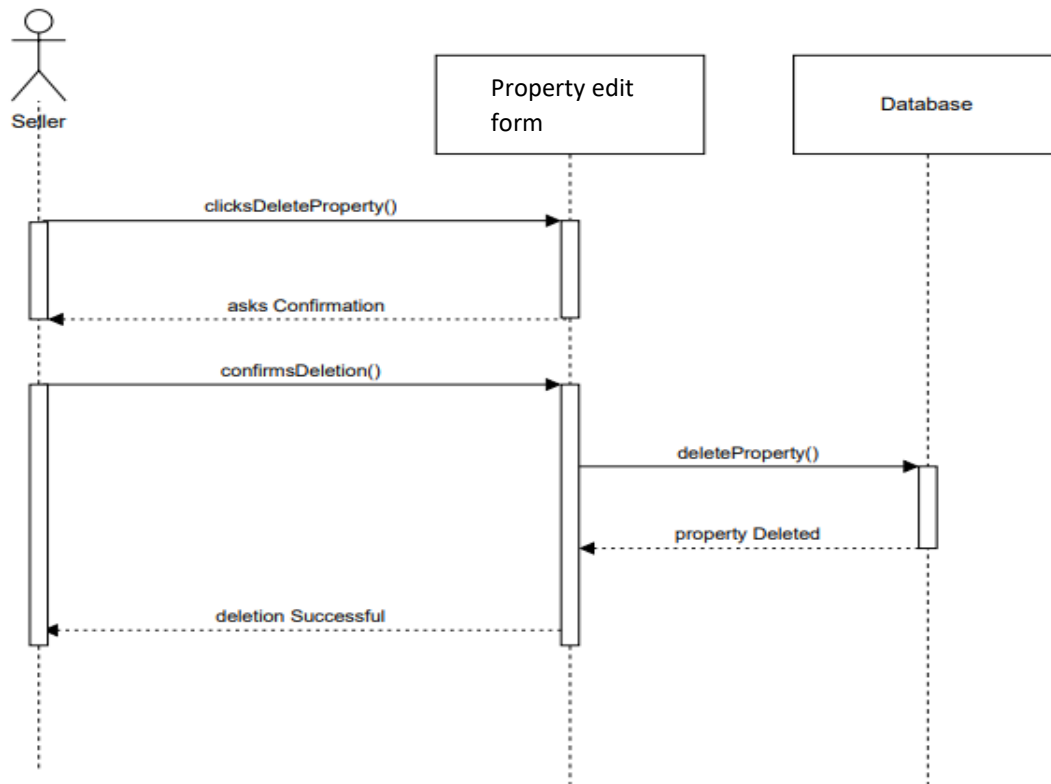 Seller
Property edit
form
Database
clicksDeleteProperty()
asks Confirmation
confirmsDeletion()
deleteProperty()
property Deleted
deletion Successful